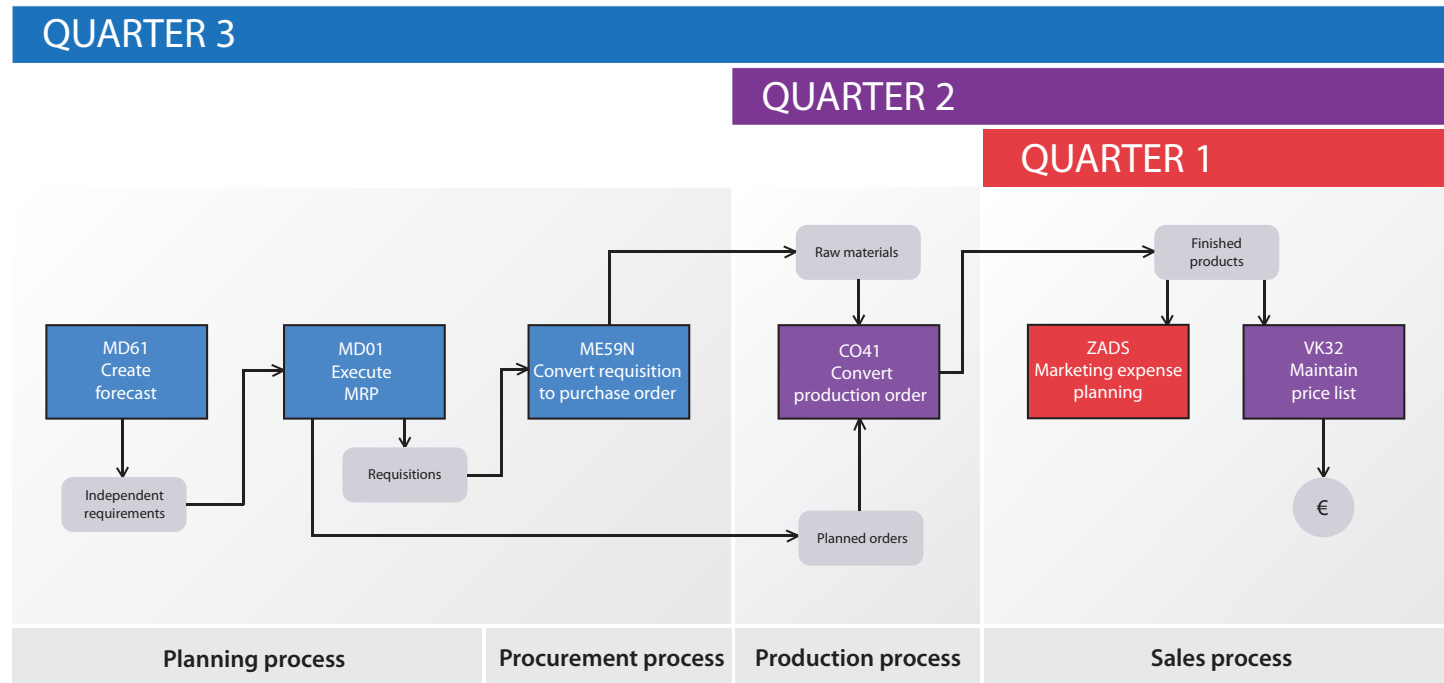 QUARTER 3
QUARTER 2
QUARTER 1
Raw materials
Finished
products
MD61
Create
forecast
MD01
Execute
MRP
ME59N
Convert requisition
to purchase order
CO41
Convert
production order
ZADS
Marketing expense
planning
VK32
Maintain
price list
Independent
requirements
Requisitions
Planned orders
€
Planning process
Procurement process
Production process
Sales process